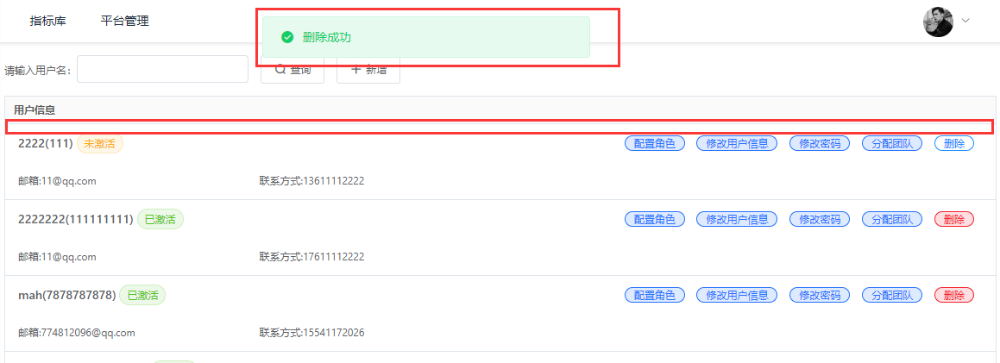 指标库 平台管理
删除成功
请输入用户名: 查询 新增
用户信息
2222(111) 未激活 配置角色 修改用户信息 修改密码 分配团队 删除
邮箱:11@qq.com 联系方式:13611112222
2222222(111111111) 已激活 配置角色 修改用户信息 修改密码 分配团队 删除
邮箱:11@qq.com 联系方式:17611112222
mah(7878787878) 已激活 配置角色 修改用户信息 修改密码 分配团队 删除
邮箱:774812096@qq.com 联系方式:15541172026